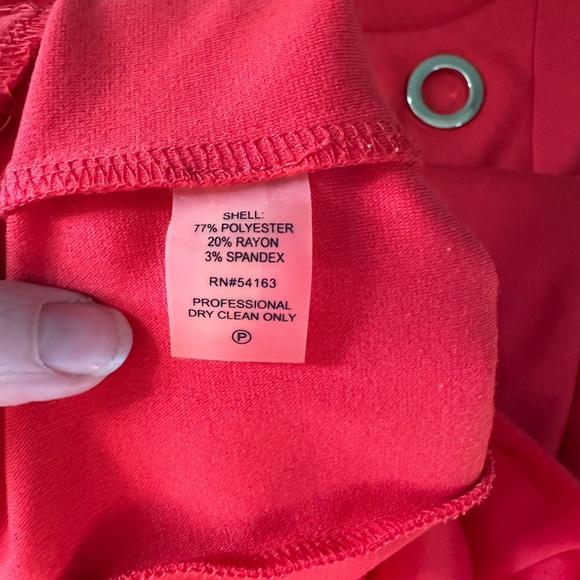 SHELL:
77% POLYESTER
20% RAYON
3% SPANDEX
RN#54163
PROFESSIONAL
DRY CLEAN ONLY
Ⓟ